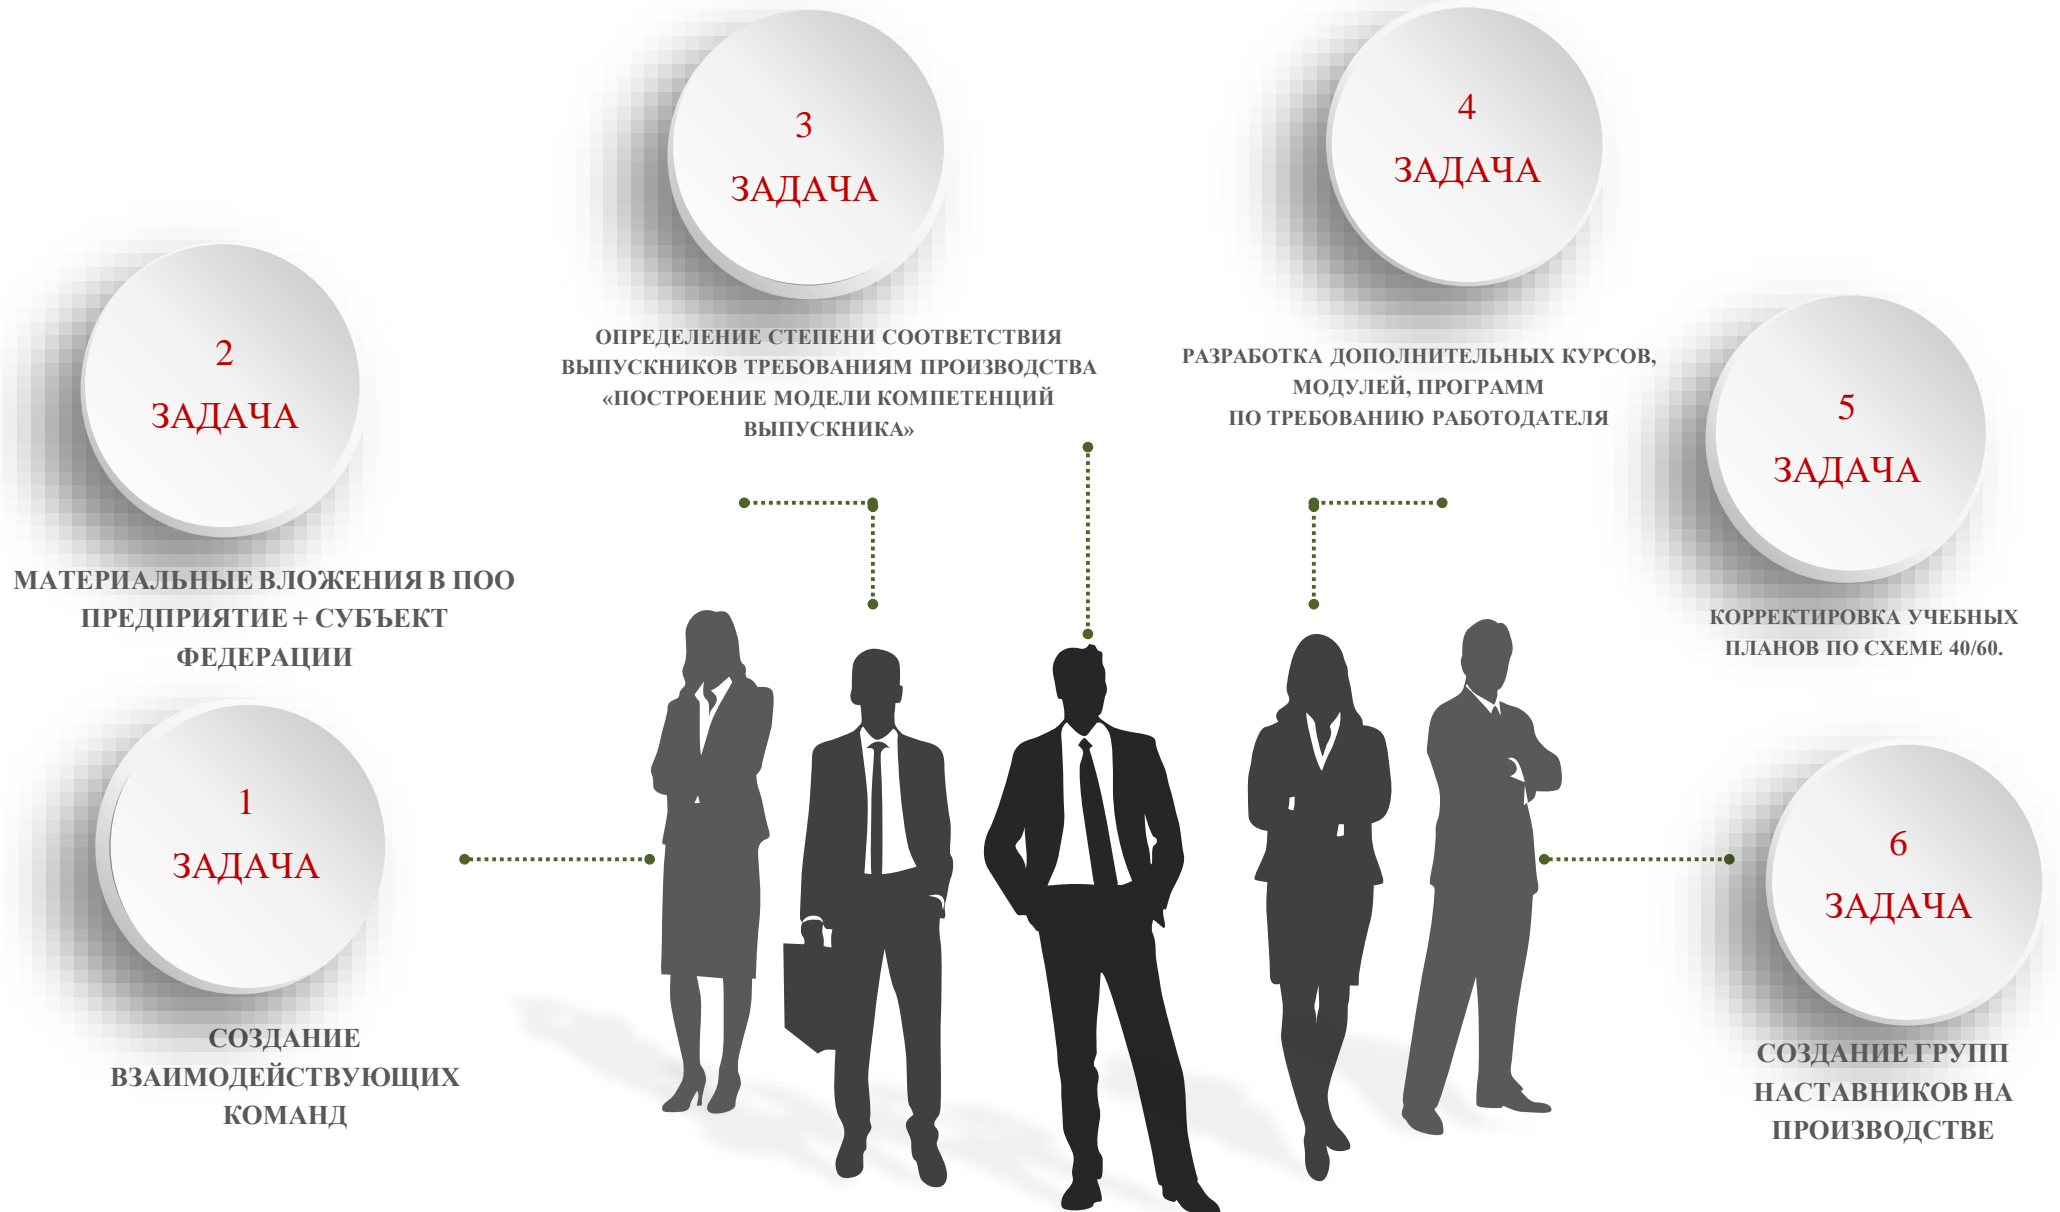 1
ЗАДАЧА
СОЗДАНИЕ
ВЗАИМОДЕЙСТВУЮЩИХ
КОМАНД
2
ЗАДАЧА
МАТЕРИАЛЬНЫЕ ВЛОЖЕНИЯ В ПОО
ПРЕДПРИЯТИЕ + СУБЪЕКТ
ФЕДЕРАЦИИ
3
ЗАДАЧА
ОПРЕДЕЛЕНИЕ СТЕПЕНИ СООТВЕТСТВИЯ
ВЫПУСКНИКОВ ТРЕБОВАНИЯМ ПРОИЗВОДСТВА
«ПОСТРОЕНИЕ МОДЕЛИ КОМПЕТЕНЦИЙ
ВЫПУСКНИКА»
4
ЗАДАЧА
РАЗРАБОТКА ДОПОЛНИТЕЛЬНЫХ КУРСОВ,
МОДУЛЕЙ, ПРОГРАММ
ПО ТРЕБОВАНИЮ РАБОТОДАТЕЛЯ
5
ЗАДАЧА
КОРРЕКТИРОВКА УЧЕБНЫХ
ПЛАНОВ ПО СХЕМЕ 40/60.
6
ЗАДАЧА
СОЗДАНИЕ ГРУПП
НАСТАВНИКОВ НА
ПРОИЗВОДСТВЕ